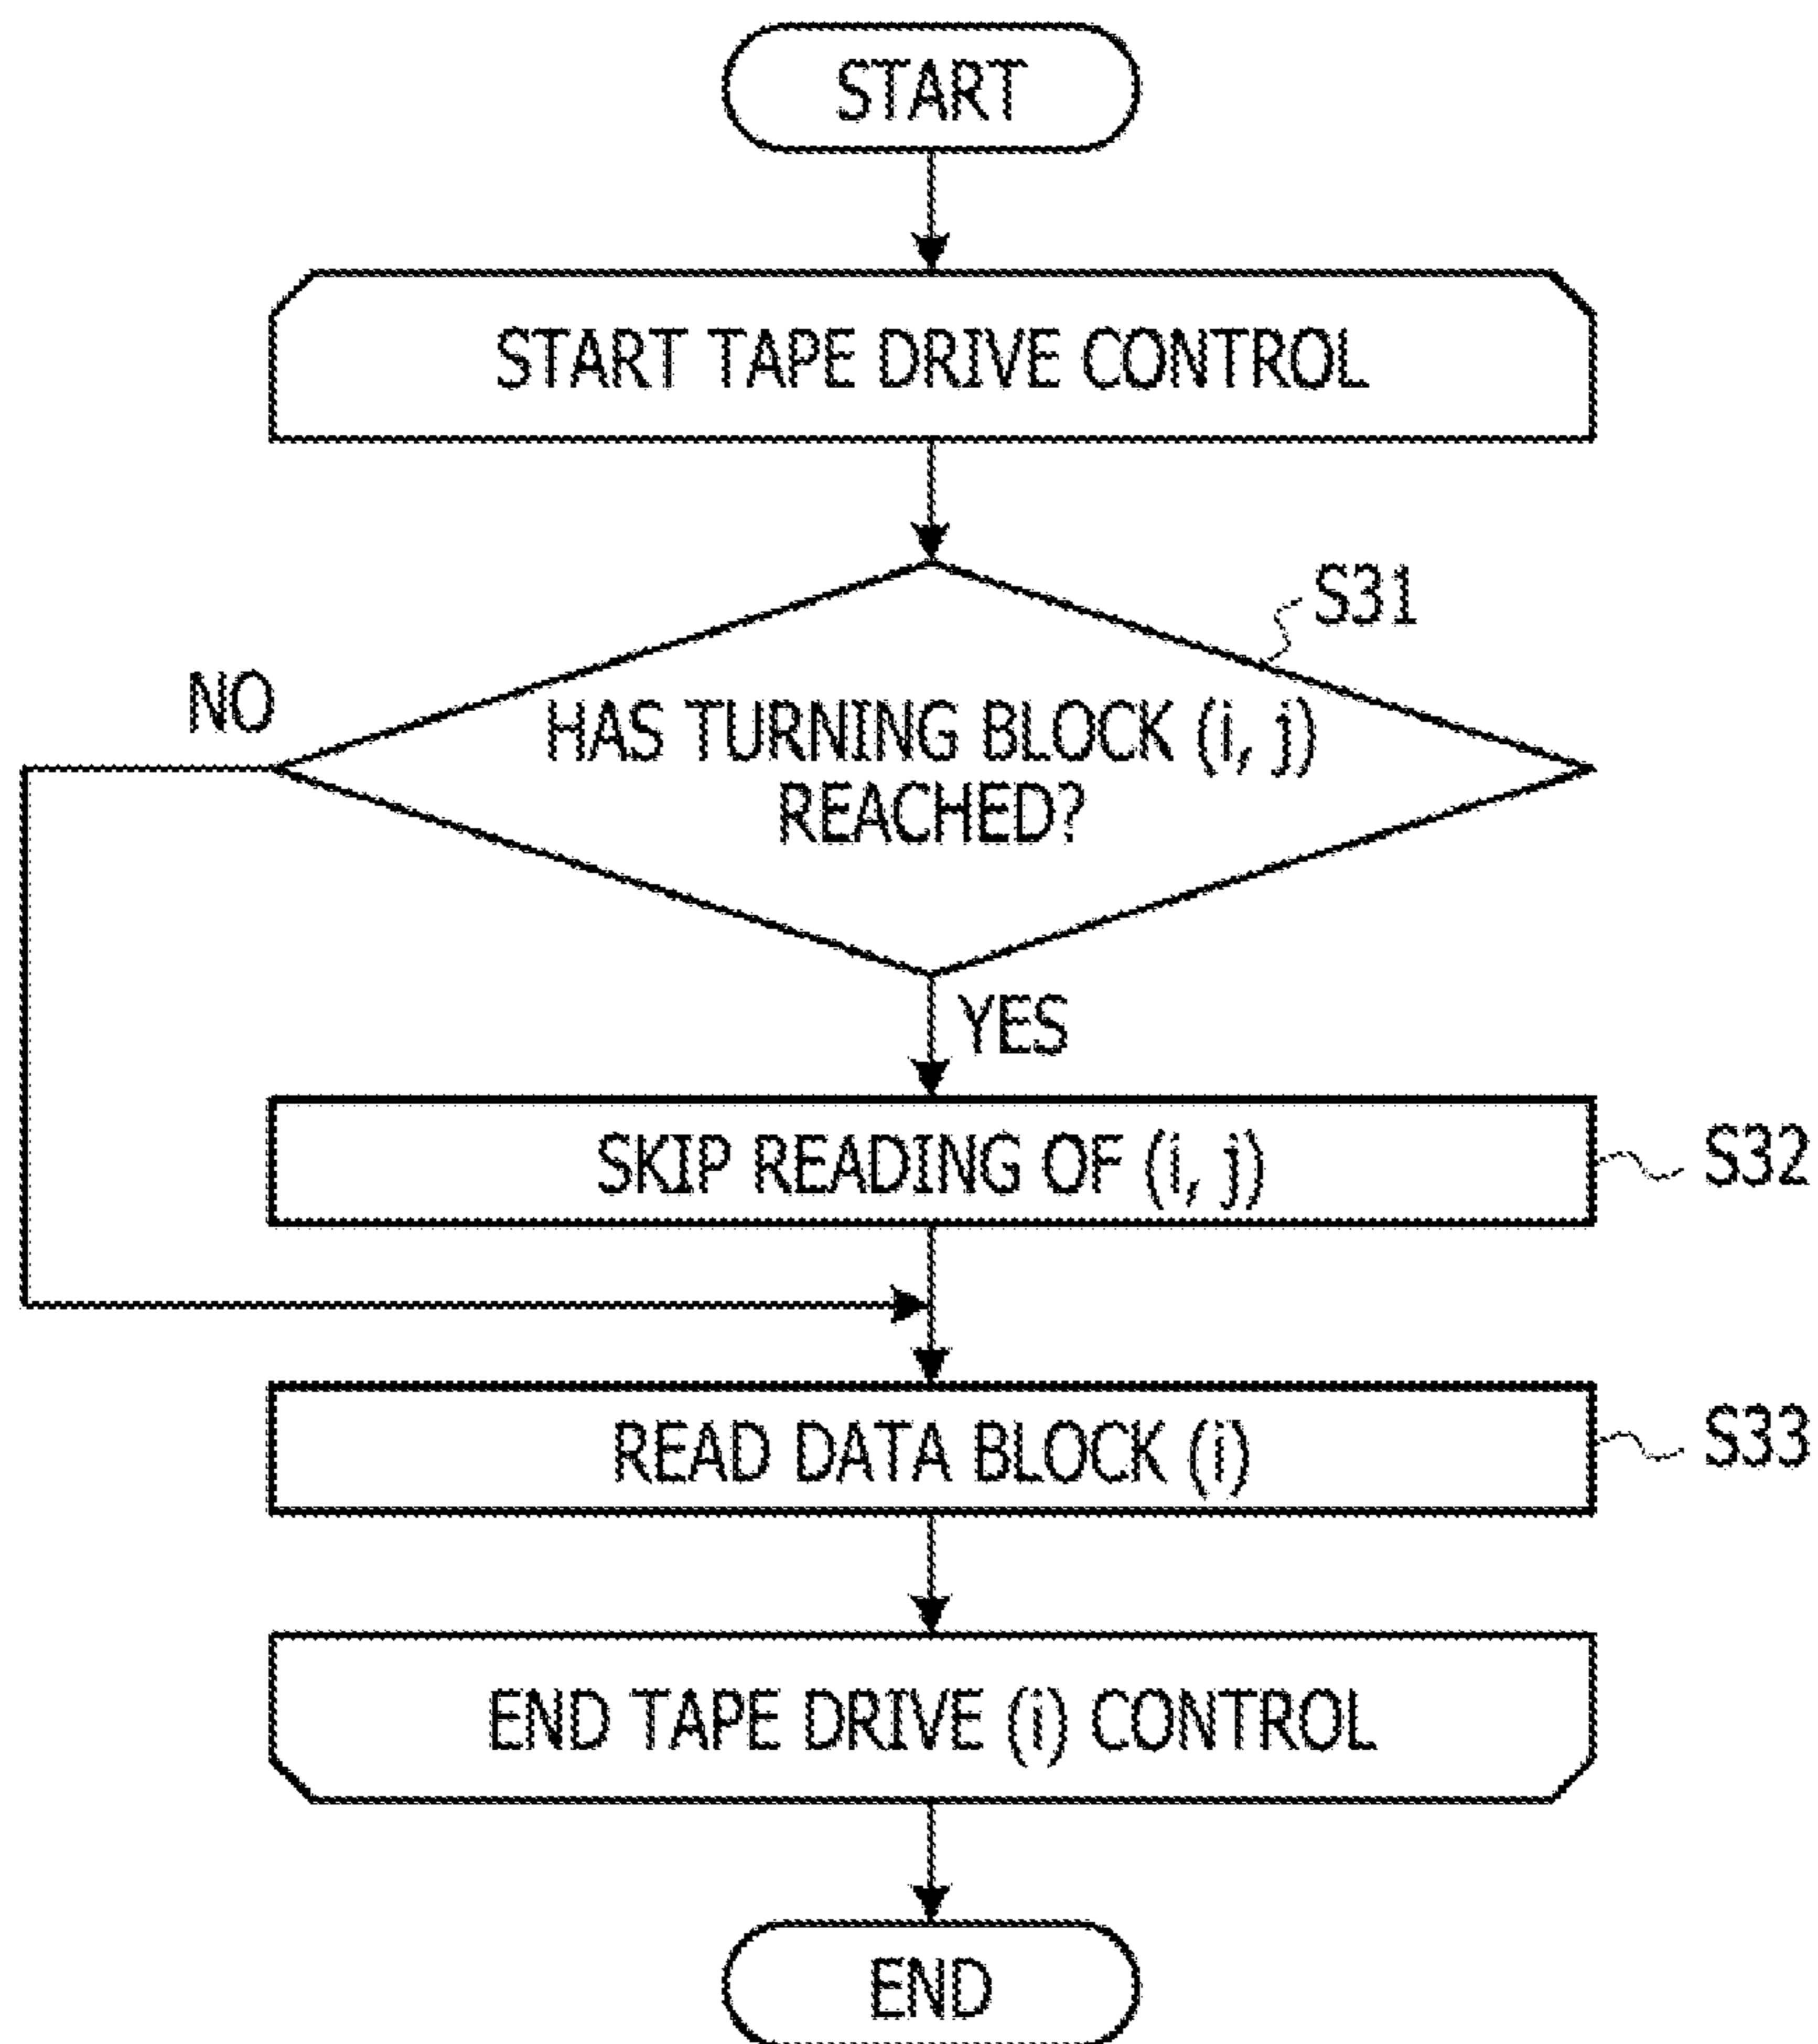 START
START TAPE DRIVE CONTROL
S31
NO
HAS TURNING BLOCK (i, j)
REACHED?
YES
SKIP READING OF (i, j)
S32
READ DATA BLOCK (i)
S33
END TAPE DRIVE (i) CONTROL
END